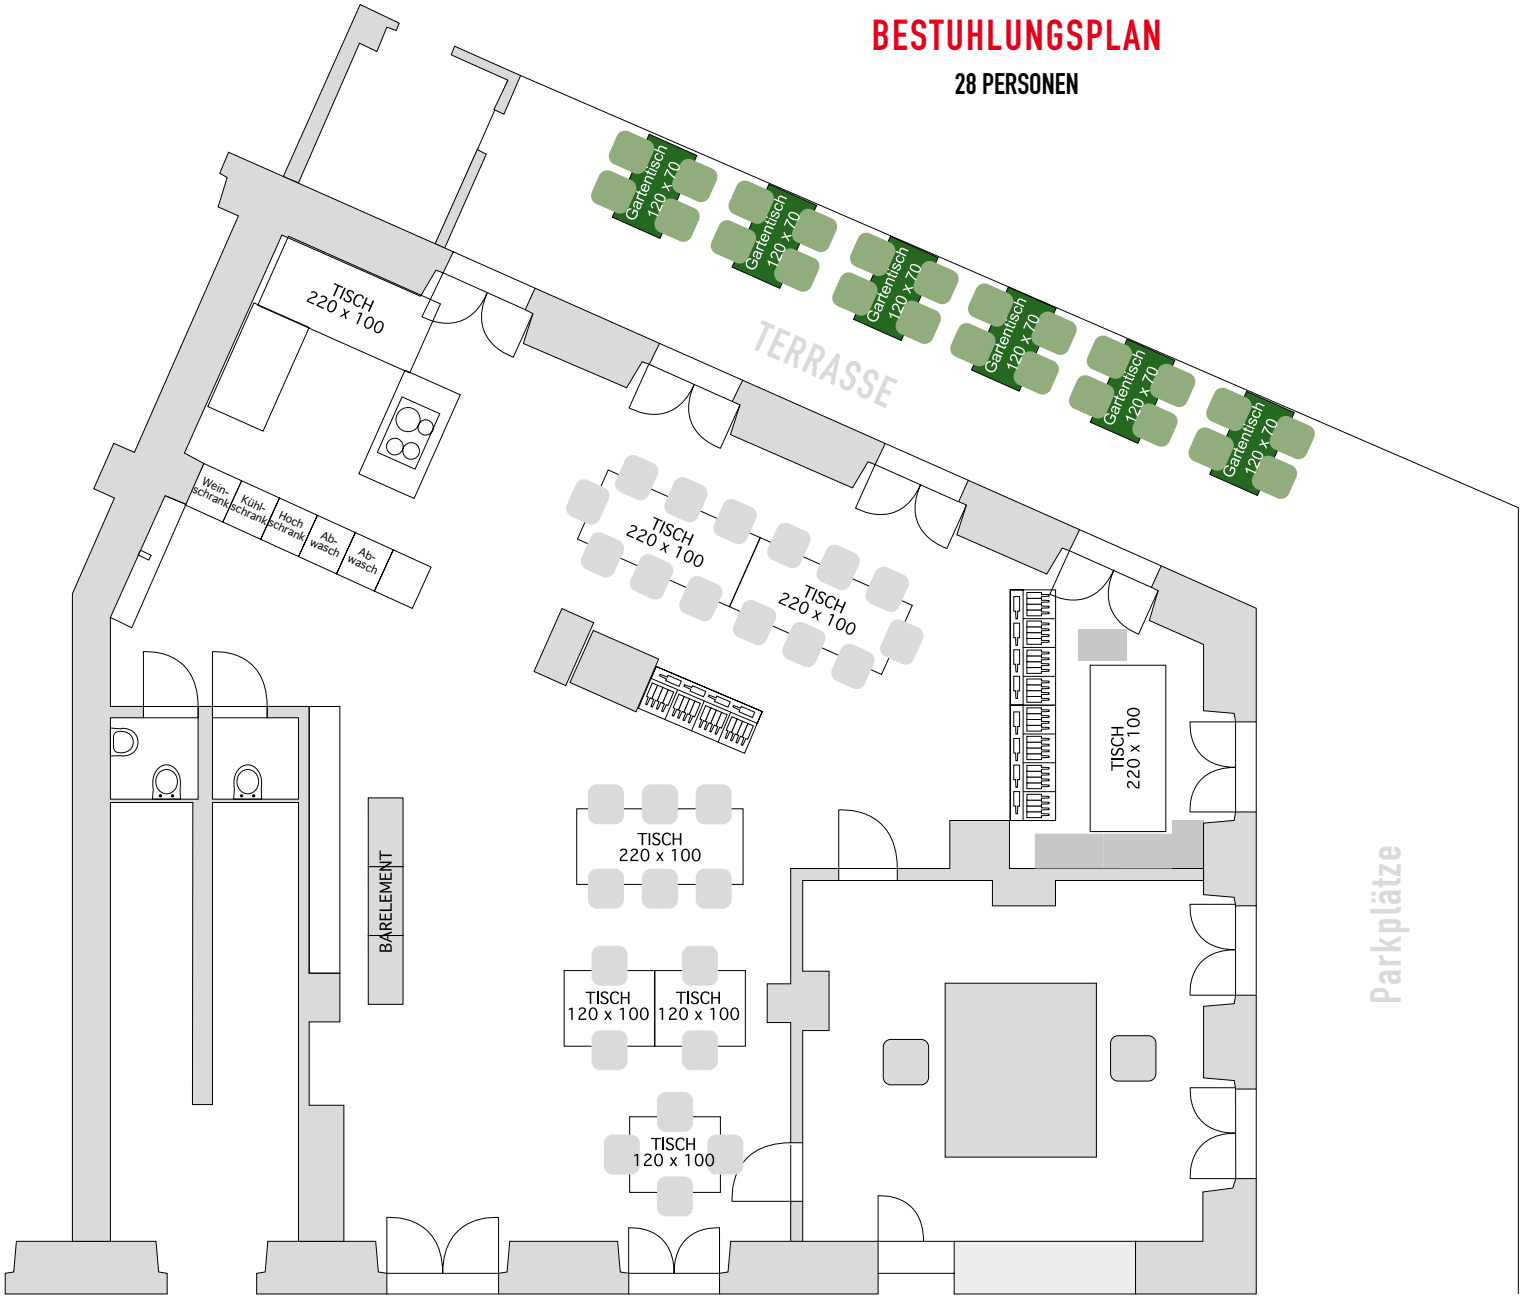 BESTUHLUNGSPLAN
28 PERSONEN
Gartentisch
120 x 70
Gartentisch
120 x 70
Gartentisch
120 x 70
Gartentisch
120 x 70
Gartentisch
120 x 70
Gartentisch
120 x 70
TERRASSE
TISCH
220 x 100
Wein-
schrank
Kühl-
schrank
Hoch
schrank
Ab-
wasch
Ab-
wasch
TISCH
220 x 100
TISCH
220 x 100
TISCH
220 x 100
TISCH
220 x 100
BARELEMENT
Parkplätze
TISCH
120 x 100
TISCH
120 x 100
TISCH
120 x 100